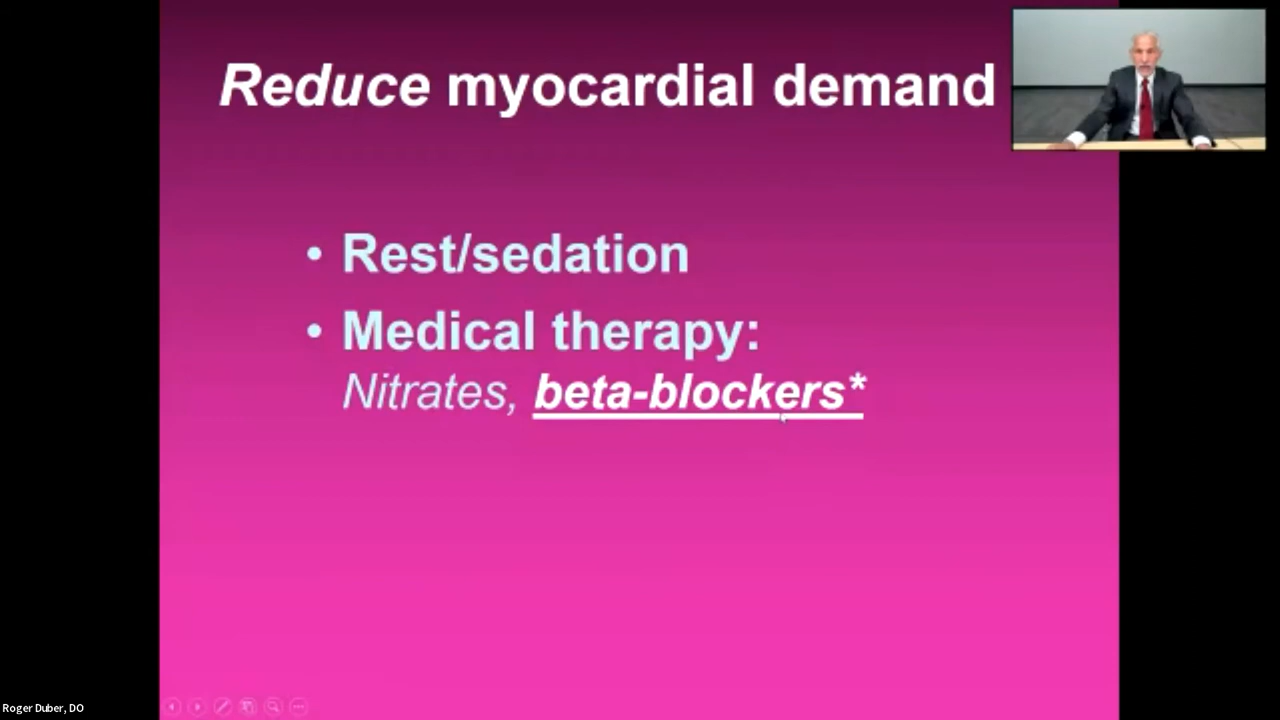 Reduce myocardial demand
• Rest/sedation
• Medical therapy:
Nitrates, beta-blockers*
Roger Duber, DO